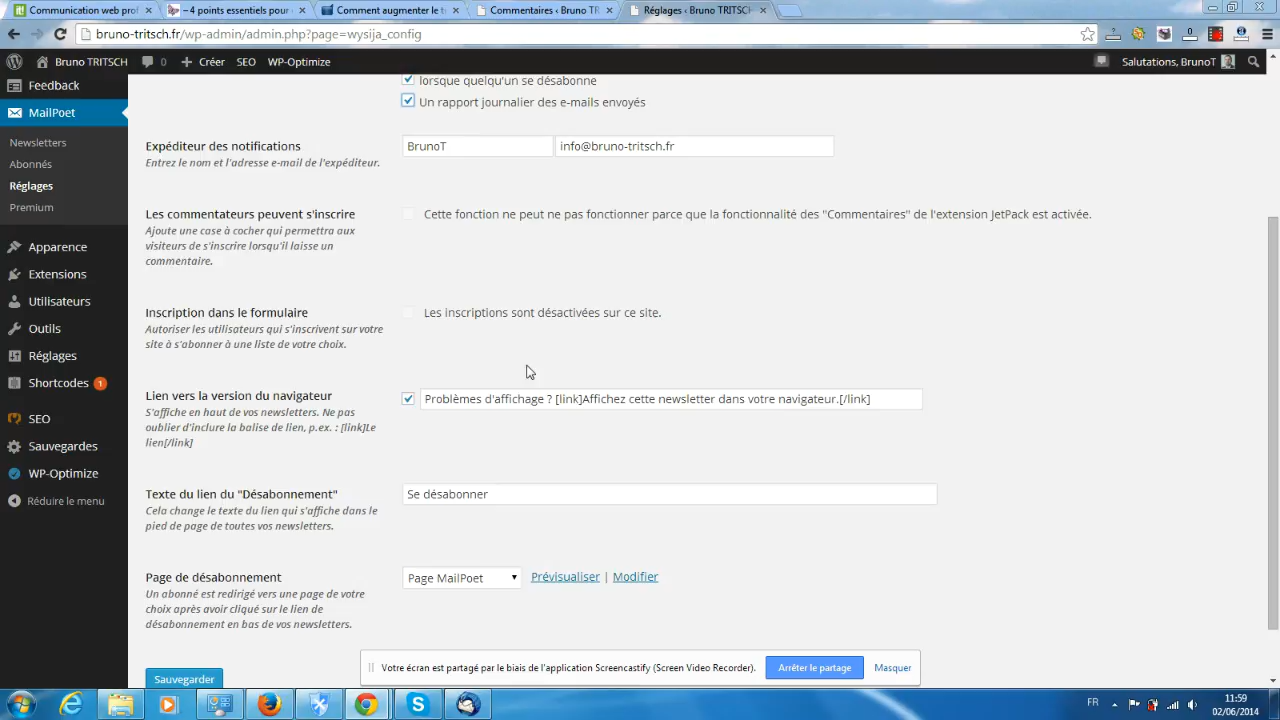 it! Communication web prof
– 4 points essentiels pour
Comment augmenter le t
Commentaires ‹ Bruno TR
Réglages ‹ Bruno TRITSCH
bruno-tritsch.fr/wp-admin/admin.php?page=wysija_config
Bruno TRITSCH
0
Créer
SEO
WP-Optimize
Salutations, BrunoT
Feedback
MailPoet
Newsletters
Abonnés
Réglages
Premium
Apparence
Extensions
Utilisateurs
Outils
Réglages
Shortcodes 1
SEO
Sauvegardes
WP-Optimize
Réduire le menu
lorsque quelqu'un se désabonne
Un rapport journalier des e-mails envoyés
Expéditeur des notifications
Entrez le nom et l'adresse e-mail de l'expéditeur.
BrunoT
info@bruno-tritsch.fr
Les commentateurs peuvent s'inscrire
Ajoute une case à cocher qui permettra aux
visiteurs de s'inscrire lorsqu'il laisse un
commentaire.
Cette fonction ne peut ne pas fonctionner parce que la fonctionnalité des "Commentaires" de l'extension JetPack est activée.
Inscription dans le formulaire
Autoriser les utilisateurs qui s'inscrivent sur votre
site à s'abonner à une liste de votre choix.
Les inscriptions sont désactivées sur ce site.
Lien vers la version du navigateur
S'affiche en haut de vos newsletters. Ne pas
oublier d'inclure la balise de lien, p.ex. : [link]Le
lien[/link]
Problèmes d'affichage ? [link]Affichez cette newsletter dans votre navigateur.[/link]
Texte du lien du "Désabonnement"
Cela change le texte du lien qui s'affiche dans le
pied de page de toutes vos newsletters.
Se désabonner
Page de désabonnement
Un abonné est redirigé vers une page de votre
choix après avoir cliqué sur le lien de
désabonnement en bas de vos newsletters.
Page MailPoet
Prévisualiser | Modifier
Sauvegarder
Votre écran est partagé par le biais de l'application Screencastify (Screen Video Recorder).
Arrêter le partage
Masquer
FR
11:59
02/06/2014